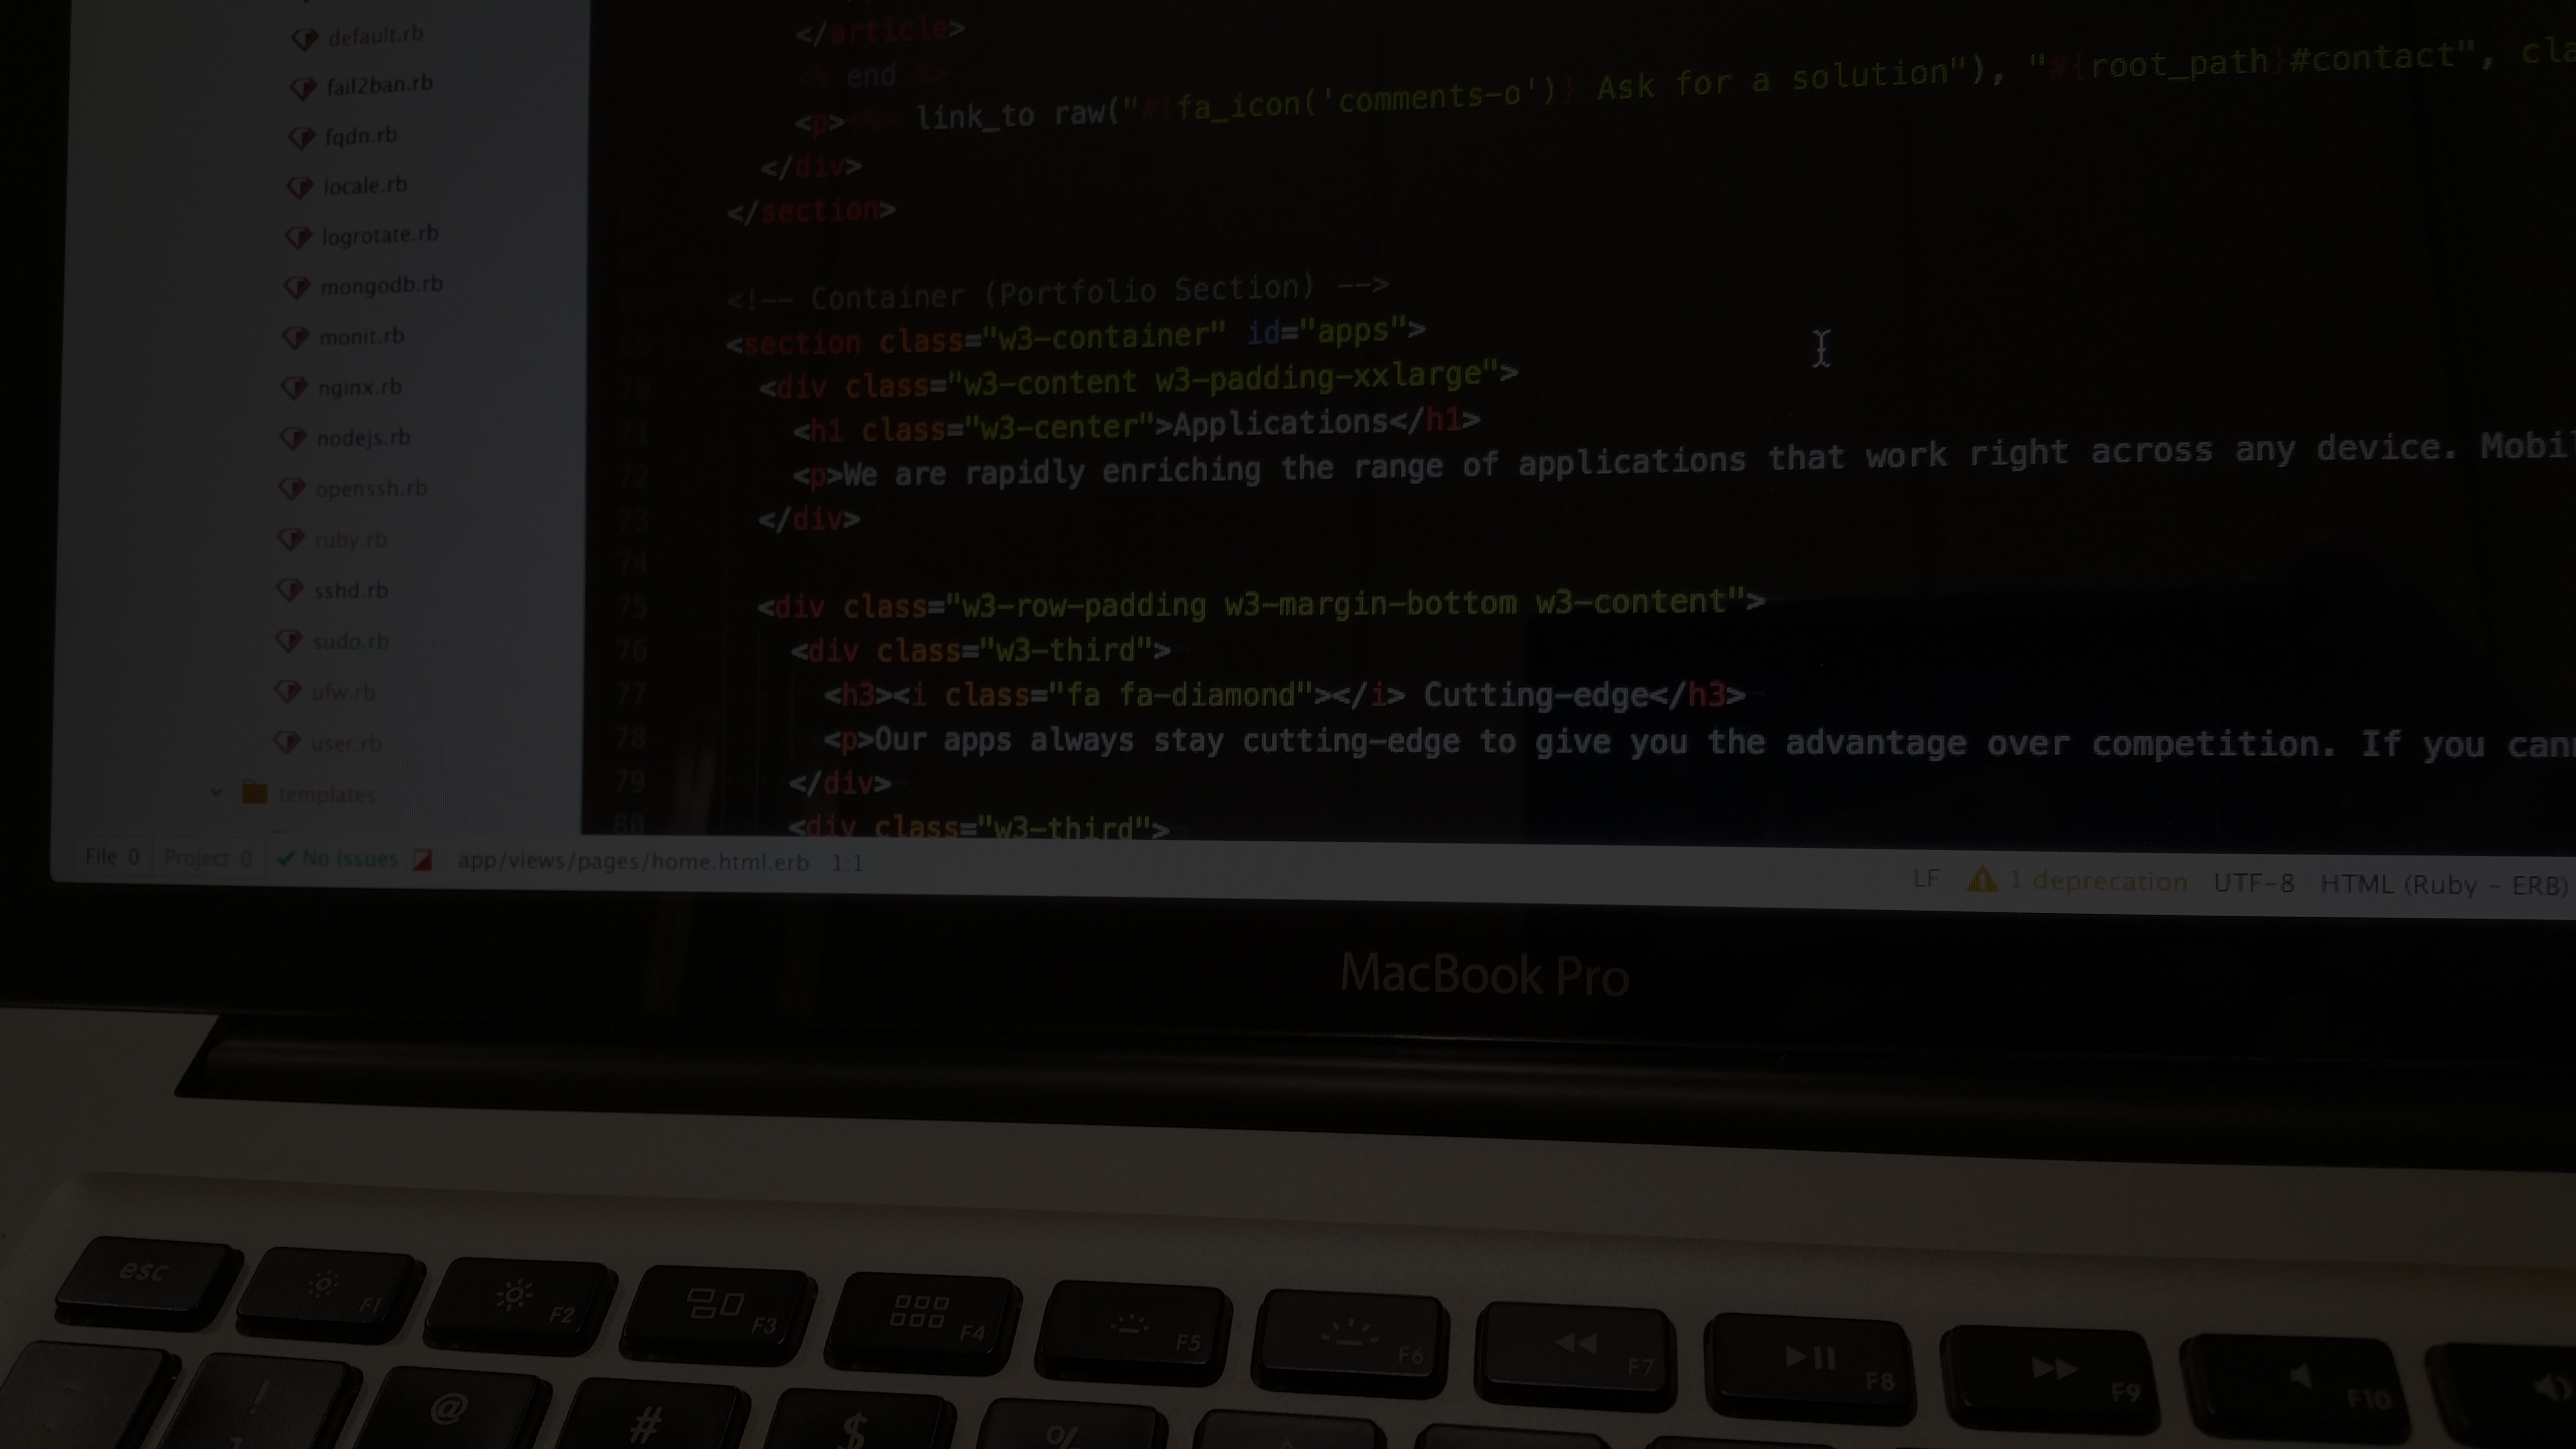 default.rb
fail2ban.rb
fqdn.rb
locale.rb
logrotate.rb
mongodb.rb
monit.rb
nginx.rb
nodejs.rb
openssh.rb
ruby.rb
sshd.rb
sudo.rb
ufw.rb
user.rb
templates
</article>
<% end %>
<p><%= link_to raw("#{fa_icon('comments-o')} Ask for a solution"), "#{root_path}#contact", cla
</div>
</section>
<!-- Container (Portfolio Section) -->
69 <section class="w3-container" id="apps">
70 <div class="w3-content w3-padding-xxlarge">
71 <h1 class="w3-center">Applications</h1>
72 <p>We are rapidly enriching the range of applications that work right across any device. Mobil
73 </div>
74
75 <div class="w3-row-padding w3-margin-bottom w3-content">
76 <div class="w3-third">
77 <h3><i class="fa fa-diamond"></i> Cutting-edge</h3>
78 <p>Our apps always stay cutting-edge to give you the advantage over competition. If you cann
79 </div>
80 <div class="w3-third">
File 0 Project 0 No Issues app/views/pages/home.html.erb 1:1 LF 1 deprecation UTF-8 HTML (Ruby - ERB)
MacBook Pro
esc F1 F2 F3 F4 F5 F6 F7 F8 F9 F10
! @ # $ %